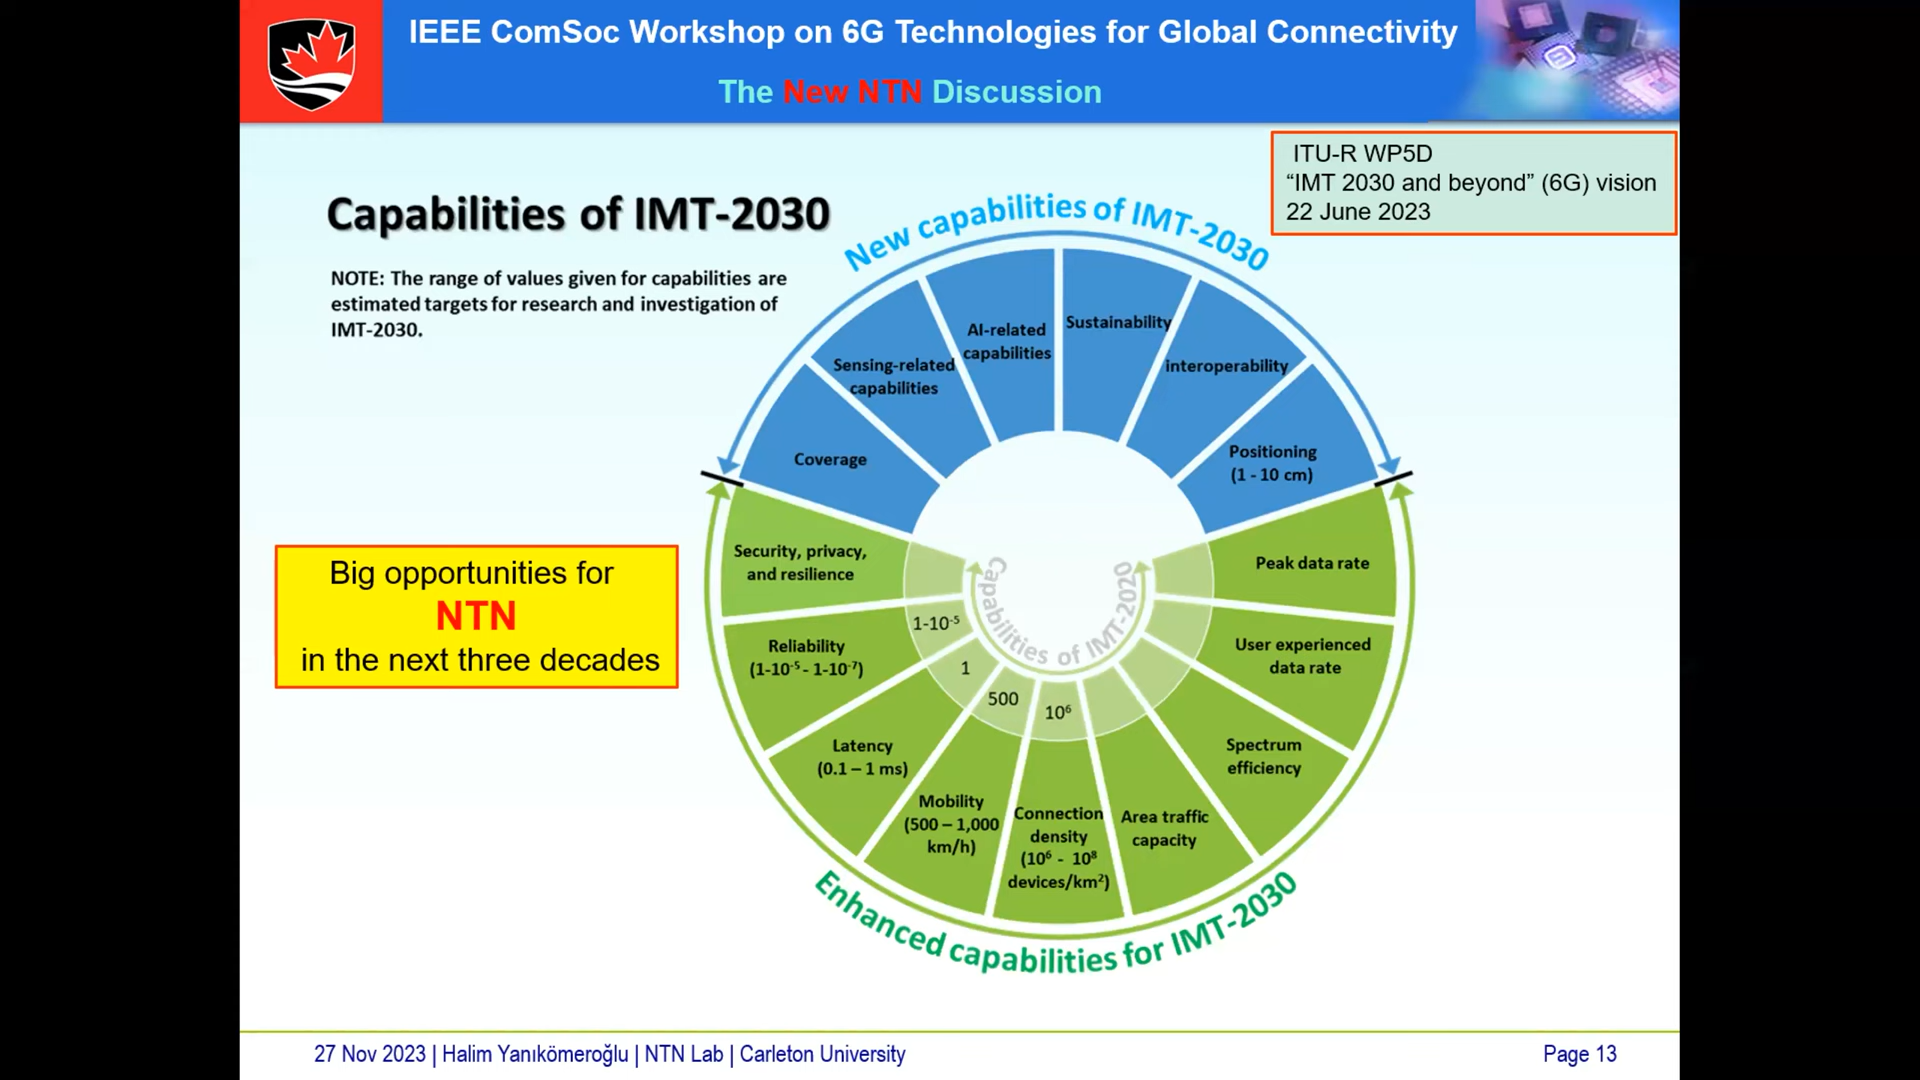 IEEE ComSoc Workshop on 6G Technologies for Global Connectivity
The New NTN Discussion
ITU-R WP5D
“IMT 2030 and beyond” (6G) vision
22 June 2023
Capabilities of IMT-2030
NOTE: The range of values given for capabilities are
estimated targets for research and investigation of
IMT-2030.
New capabilities of IMT-2030
Coverage
Sensing-related
capabilities
AI-related
capabilities
Sustainability
Interoperability
Positioning
(1 - 10 cm)
Big opportunities for
NTN
in the next three decades
Security, privacy,
and resilience
Reliability
(1-10⁻⁵ - 1-10⁻⁷)
Latency
(0.1 – 1 ms)
Mobility
(500 – 1,000
km/h)
Connection
density
(10⁶ - 10⁸
devices/km²)
Area traffic
capacity
Spectrum
efficiency
User experienced
data rate
Peak data rate
1-10⁻⁵
1
500
10⁶
Capabilities of IMT-2020
Enhanced capabilities for IMT-2030
27 Nov 2023 | Halim Yanıkömeroğlu | NTN Lab | Carleton University
Page 13